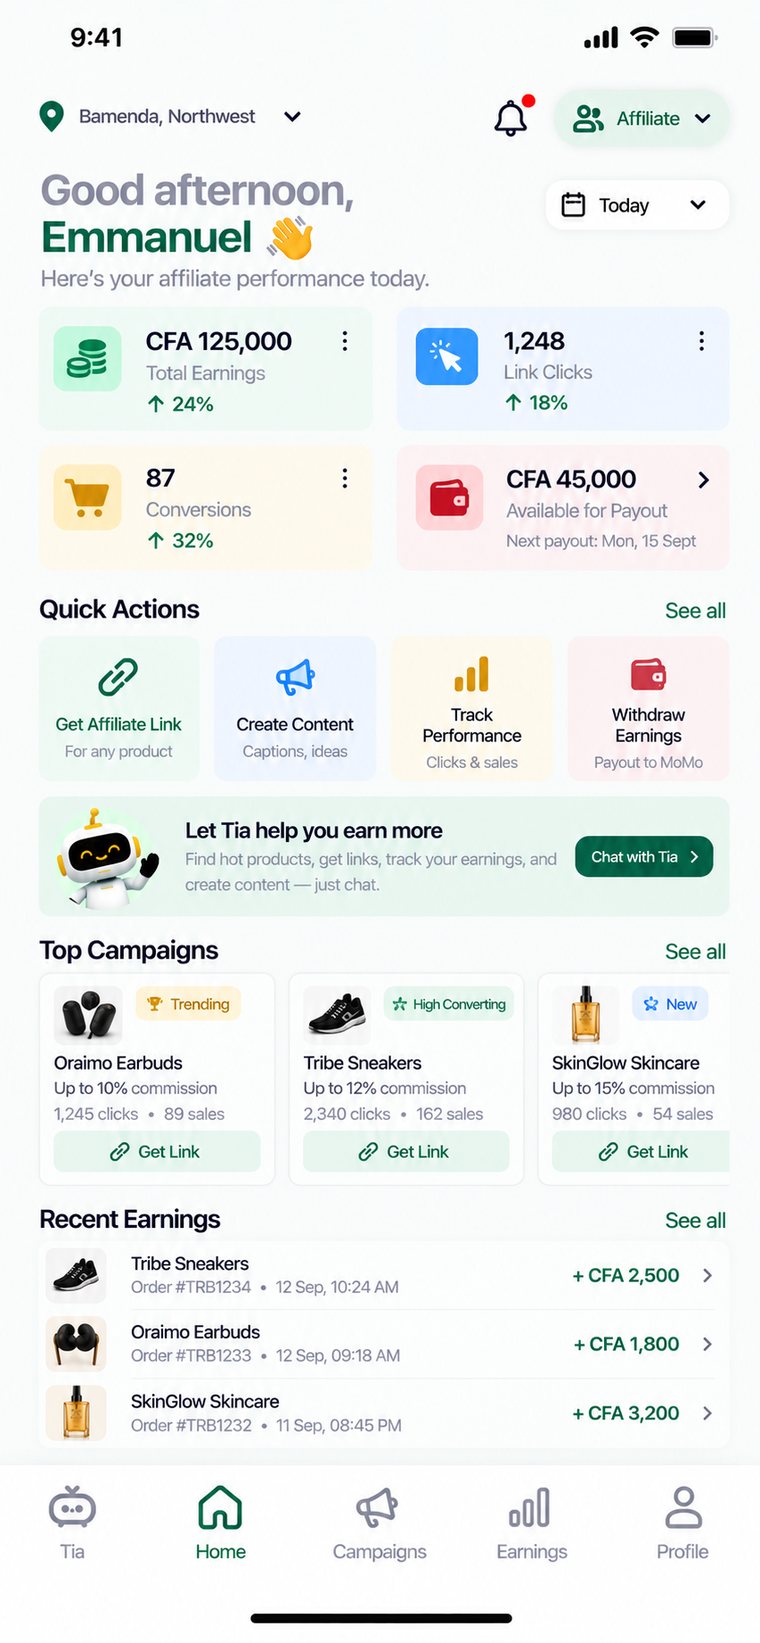 9:41
Bamenda, Northwest
Affiliate
Good afternoon,
Emmanuel 👋
Today
Here's your affiliate performance today.
CFA 125,000
Total Earnings
↑ 24%
1,248
Link Clicks
↑ 18%
87
Conversions
↑ 32%
CFA 45,000
Available for Payout
Next payout: Mon, 15 Sept
Quick Actions
See all
Get Affiliate Link
For any product
Create Content
Captions, ideas
Track
Performance
Clicks & sales
Withdraw
Earnings
Payout to MoMo
Let Tia help you earn more
Find hot products, get links, track your earnings, and
create content — just chat.
Chat with Tia
Top Campaigns
See all
Trending
Oraimo Earbuds
Up to 10% commission
1,245 clicks • 89 sales
Get Link
High Converting
Tribe Sneakers
Up to 12% commission
2,340 clicks • 162 sales
Get Link
New
SkinGlow Skincare
Up to 15% commission
980 clicks • 54 sales
Get Link
Recent Earnings
See all
Tribe Sneakers
Order #TRB1234 • 12 Sep, 10:24 AM
+ CFA 2,500
Oraimo Earbuds
Order #TRB1233 • 12 Sep, 09:18 AM
+ CFA 1,800
SkinGlow Skincare
Order #TRB1232 • 11 Sep, 08:45 PM
+ CFA 3,200
Tia
Home
Campaigns
Earnings
Profile